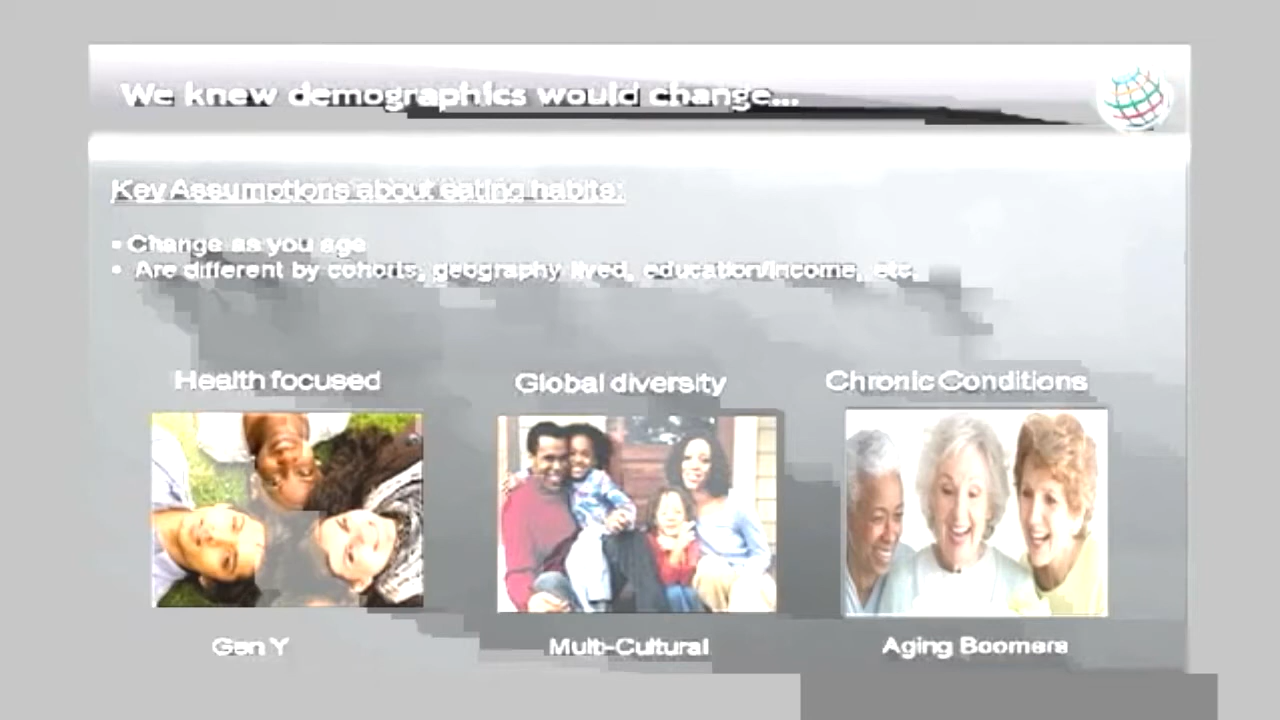 We knew demographics would change...
Key Assumptions about eating habits:
• Change as you age
• Are different by cohorts, geography lived, education/income, etc.
Health focused
Global diversity
Chronic Conditions
Gen Y
Multi-Cultural
Aging Boomers